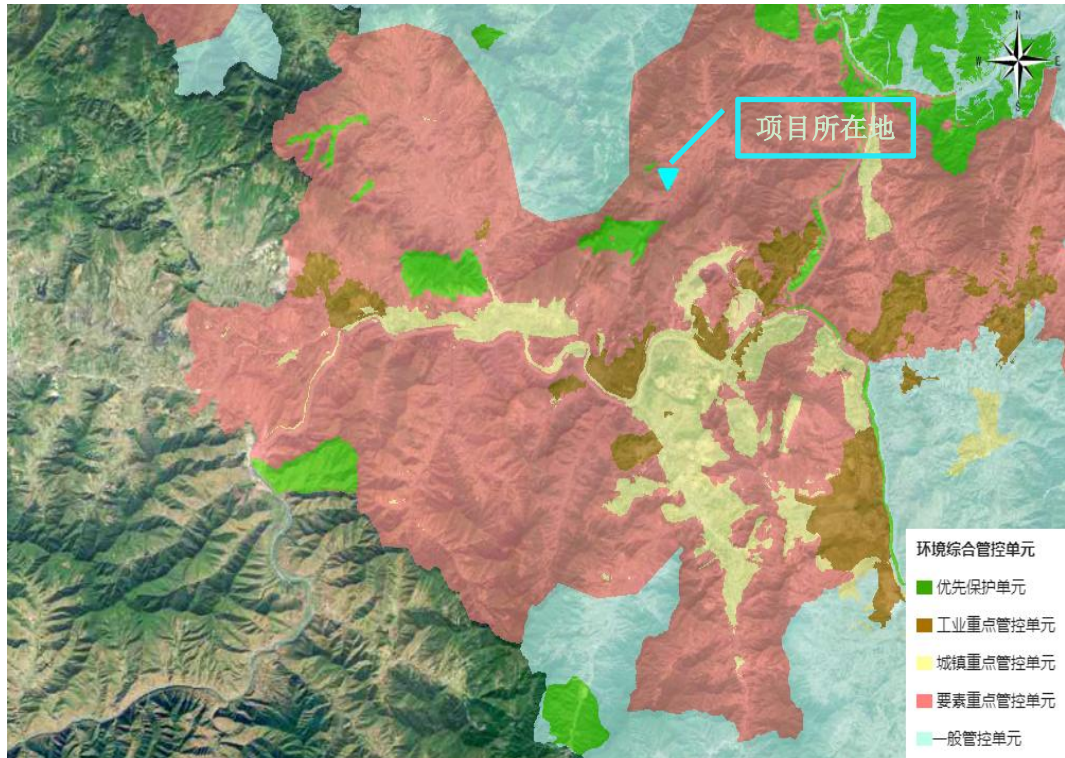 N
W
E
S
项目所在地
环境综合管控单元
优先保护单元
工业重点管控单元
城镇重点管控单元
要素重点管控单元
一般管控单元